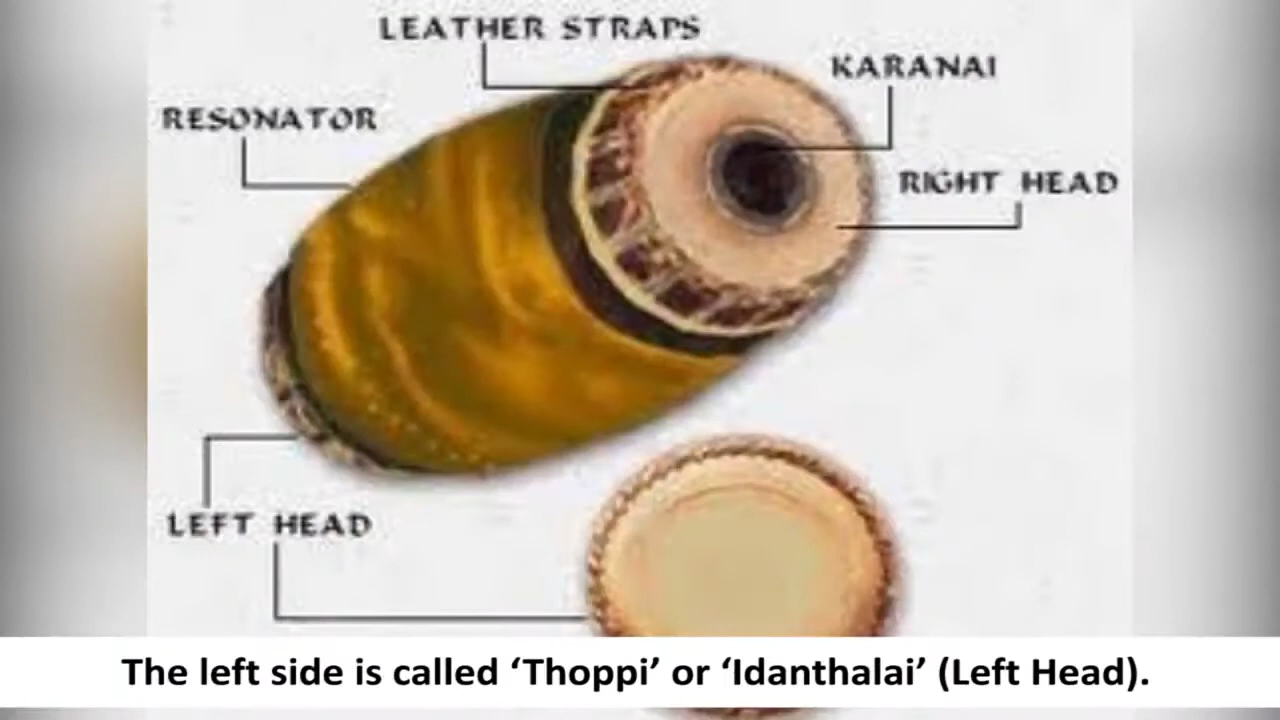 LEATHER STRAPS
KARANAI
RESONATOR
RIGHT HEAD
LEFT HEAD
The left side is called ‘Thoppi’ or ‘Idanthalai’ (Left Head).